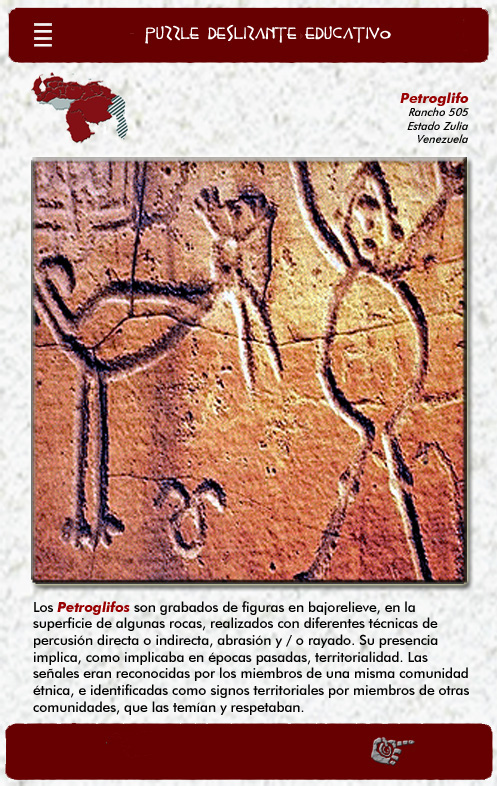 PUZZLE DESLIZANTE EDUCATIVO
Petroglifo
Rancho 505
Estado Zulia
Venezuela
Los Petroglifos son grabados de figuras en bajorelieve, en la
superficie de algunas rocas, realizados con diferentes técnicas de
percusión directa o indirecta, abrasión y / o rayado. Su presencia
implica, como implicaba en épocas pasadas, territorialidad. Las
señales eran reconocidas por los miembros de una misma comunidad
étnica, e identificadas como signos territoriales por miembros de otras
comunidades, que las temían y respetaban.